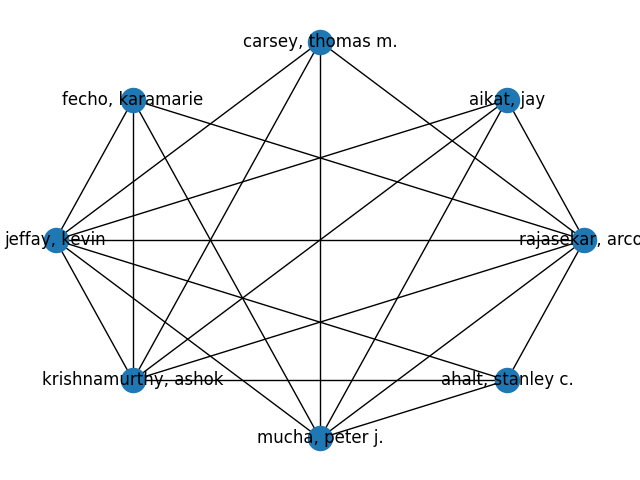 carsey, thomas m.
fecho, karamarie
aikat, jay
jeffay, kevin
rajasekar, arco
krishnamurthy, ashok
ahalt, stanley c.
mucha, peter j.